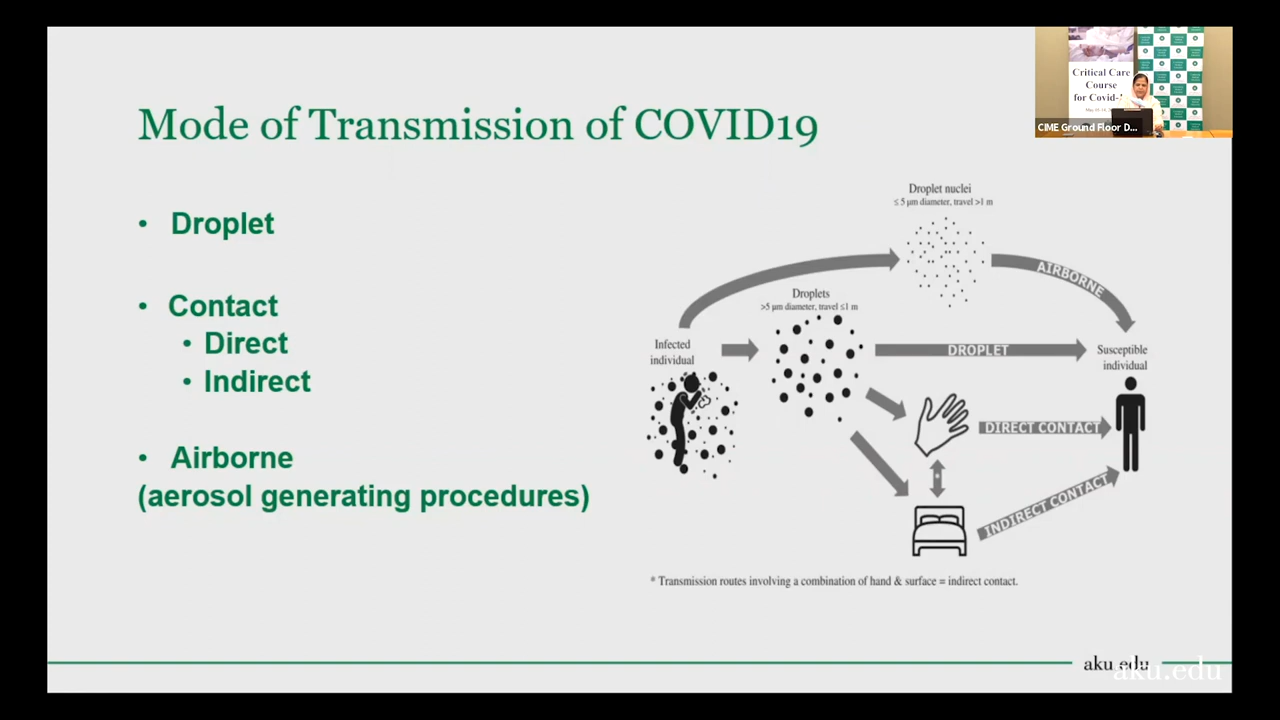 Mode of Transmission of COVID19
• Droplet
• Contact
• Direct
• Indirect
• Airborne
(aerosol generating procedures)
Droplet nuclei
≤ 5 μm diameter, travel >1 m
AIRBORNE
Droplets
>5 μm diameter, travel ≤1 m
Infected
individual
DROPLET
Susceptible
individual
DIRECT CONTACT
INDIRECT CONTACT
* Transmission routes involving a combination of hand & surface = indirect contact.
aku.edu
aku.edu
Critical Care
Course
for Covid-
CIME Ground Floor D...